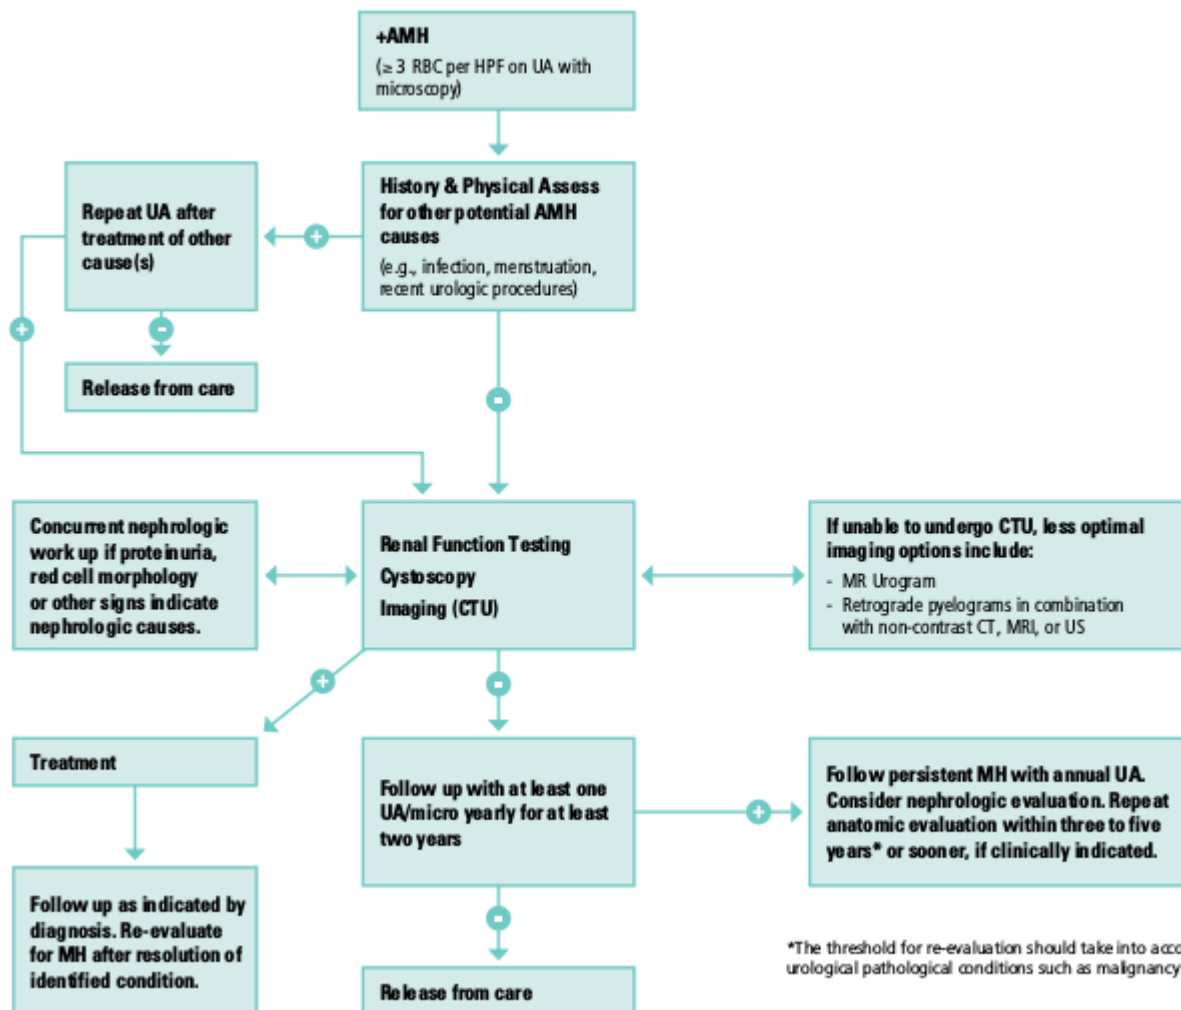 +AMH
(≥ 3 RBC per HPF on UA with
microscopy)
History & Physical Assess
for other potential AMH
causes
(e.g., infection, menstruation,
recent urologic procedures)
Repeat UA after
treatment of other
cause(s)
+
+
-
Release from care
-
Concurrent nephrologic
work up if proteinuria,
red cell morphology
or other signs indicate
nephrologic causes.
Renal Function Testing
Cystoscopy
Imaging (CTU)
If unable to undergo CTU, less optimal
imaging options include:
- MR Urogram
- Retrograde pyelograms in combination
with non-contrast CT, MRI, or US
+
-
Treatment
Follow up with at least one
UA/micro yearly for at least
two years
+
Follow persistent MH with annual UA.
Consider nephrologic evaluation. Repeat
anatomic evaluation within three to five
years* or sooner, if clinically indicated.
Follow up as indicated by
diagnosis. Re-evaluate
for MH after resolution of
identified condition.
-
Release from care
*The threshold for re-evaluation should take into acco
urological pathological conditions such as malignancy